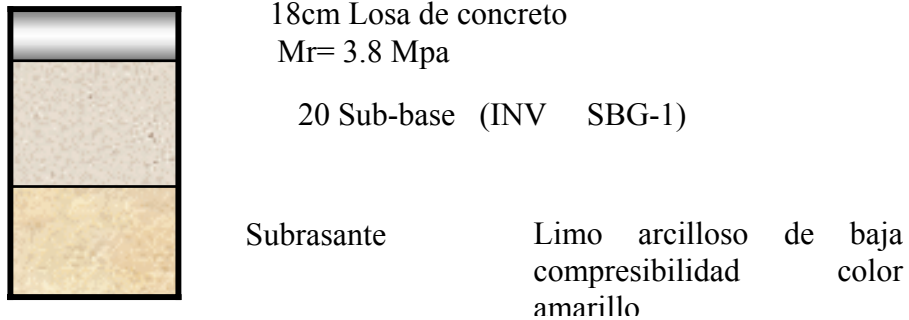 18cm Losa de concreto
Mr= 3.8 Mpa
20 Sub-base (INV SBG-1)
Subrasante Limo arcilloso de baja
compresibilidad color
amarillo